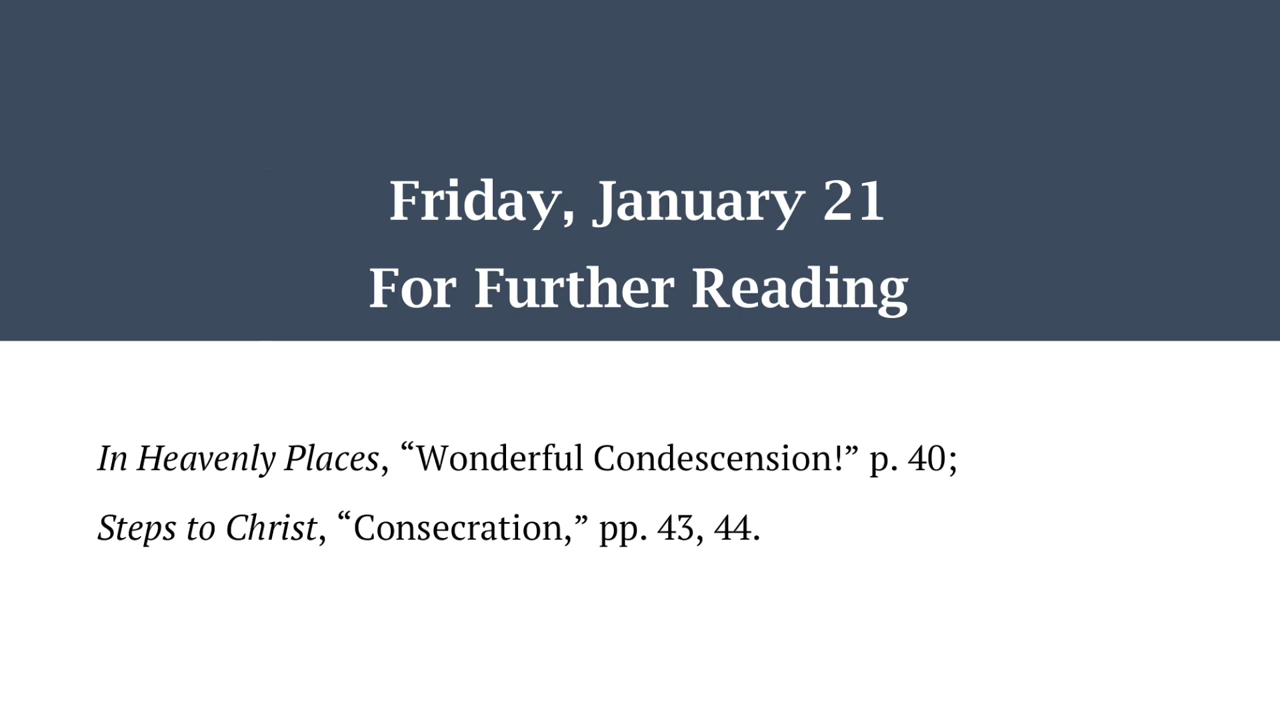 Friday, January 21
For Further Reading
In Heavenly Places, “Wonderful Condescension!” p. 40;
Steps to Christ, “Consecration,” pp. 43, 44.